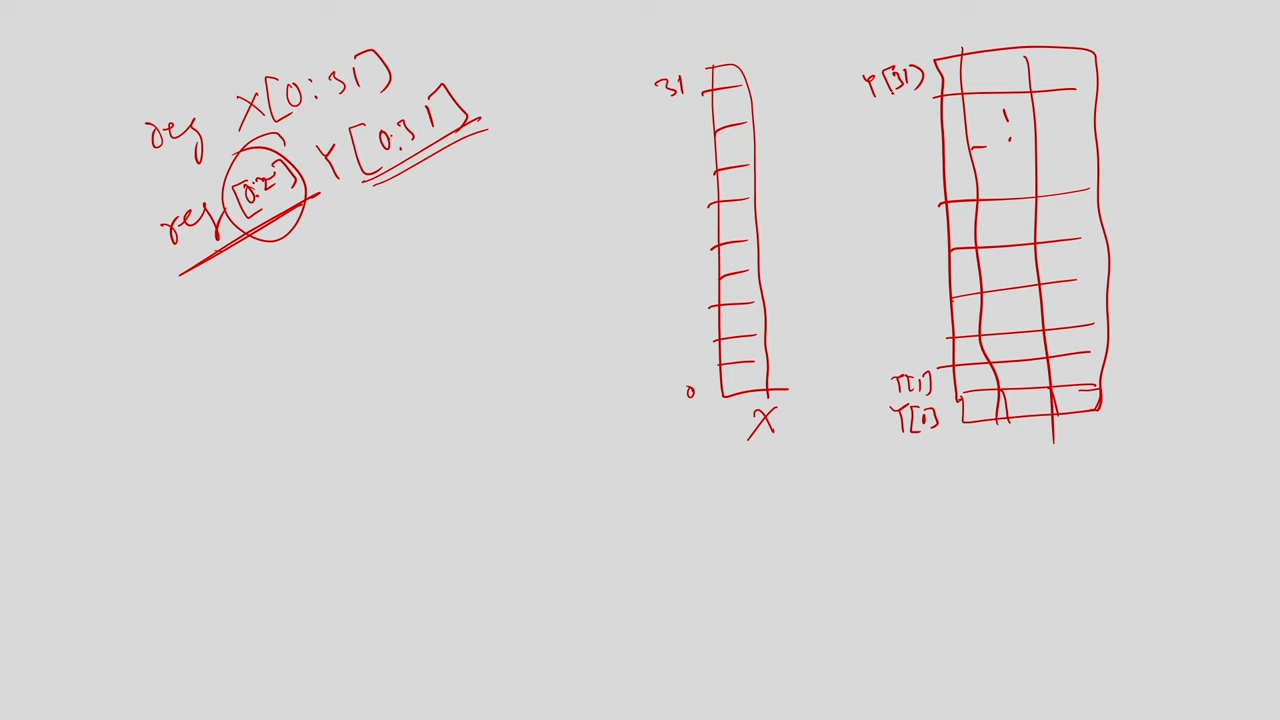 reg X[0:31]
reg [0:2] Y[0:31]
31
0
X
Y[31]
Y[1]
Y[0]